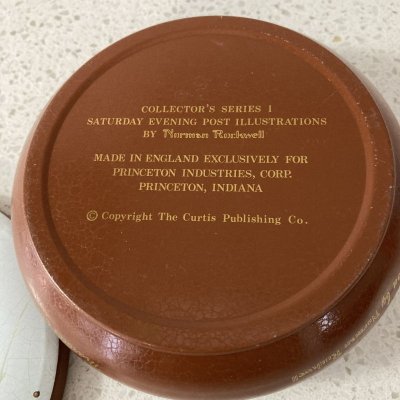 COLLECTOR'S SERIES 1
SATURDAY EVENING POST ILLUSTRATIONS
BY Norman Rockwell
MADE IN ENGLAND EXCLUSIVELY FOR
PRINCETON INDUSTRIES, CORP.
PRINCETON, INDIANA
© Copyright The Curtis Publishing Co.